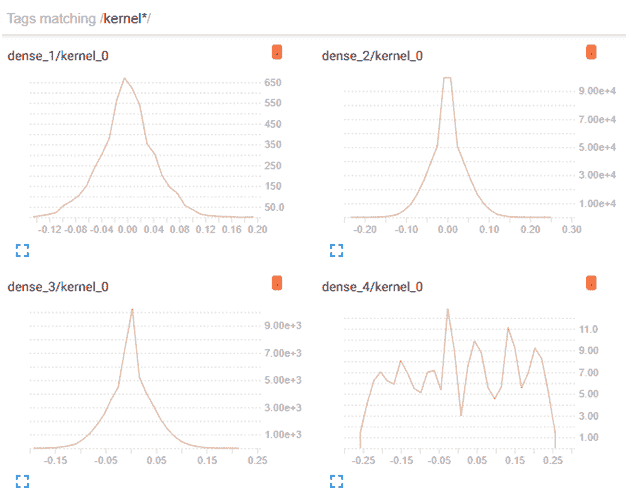 Tags matching /kernel*/
dense_1/kernel_0
650
550
450
350
250
150
50.0
-0.12 -0.08 -0.04 0.00 0.04 0.08 0.12 0.16 0.20
dense_2/kernel_0
9.00e+4
7.00e+4
5.00e+4
3.00e+4
1.00e+4
-0.20 -0.10 0.00 0.10 0.20 0.30
dense_3/kernel_0
9.00e+3
7.00e+3
5.00e+3
3.00e+3
1.00e+3
-0.15 -0.05 0.05 0.15 0.25
dense_4/kernel_0
11.0
9.00
7.00
5.00
3.00
1.00
-0.25 -0.15 -0.05 0.05 0.15 0.25